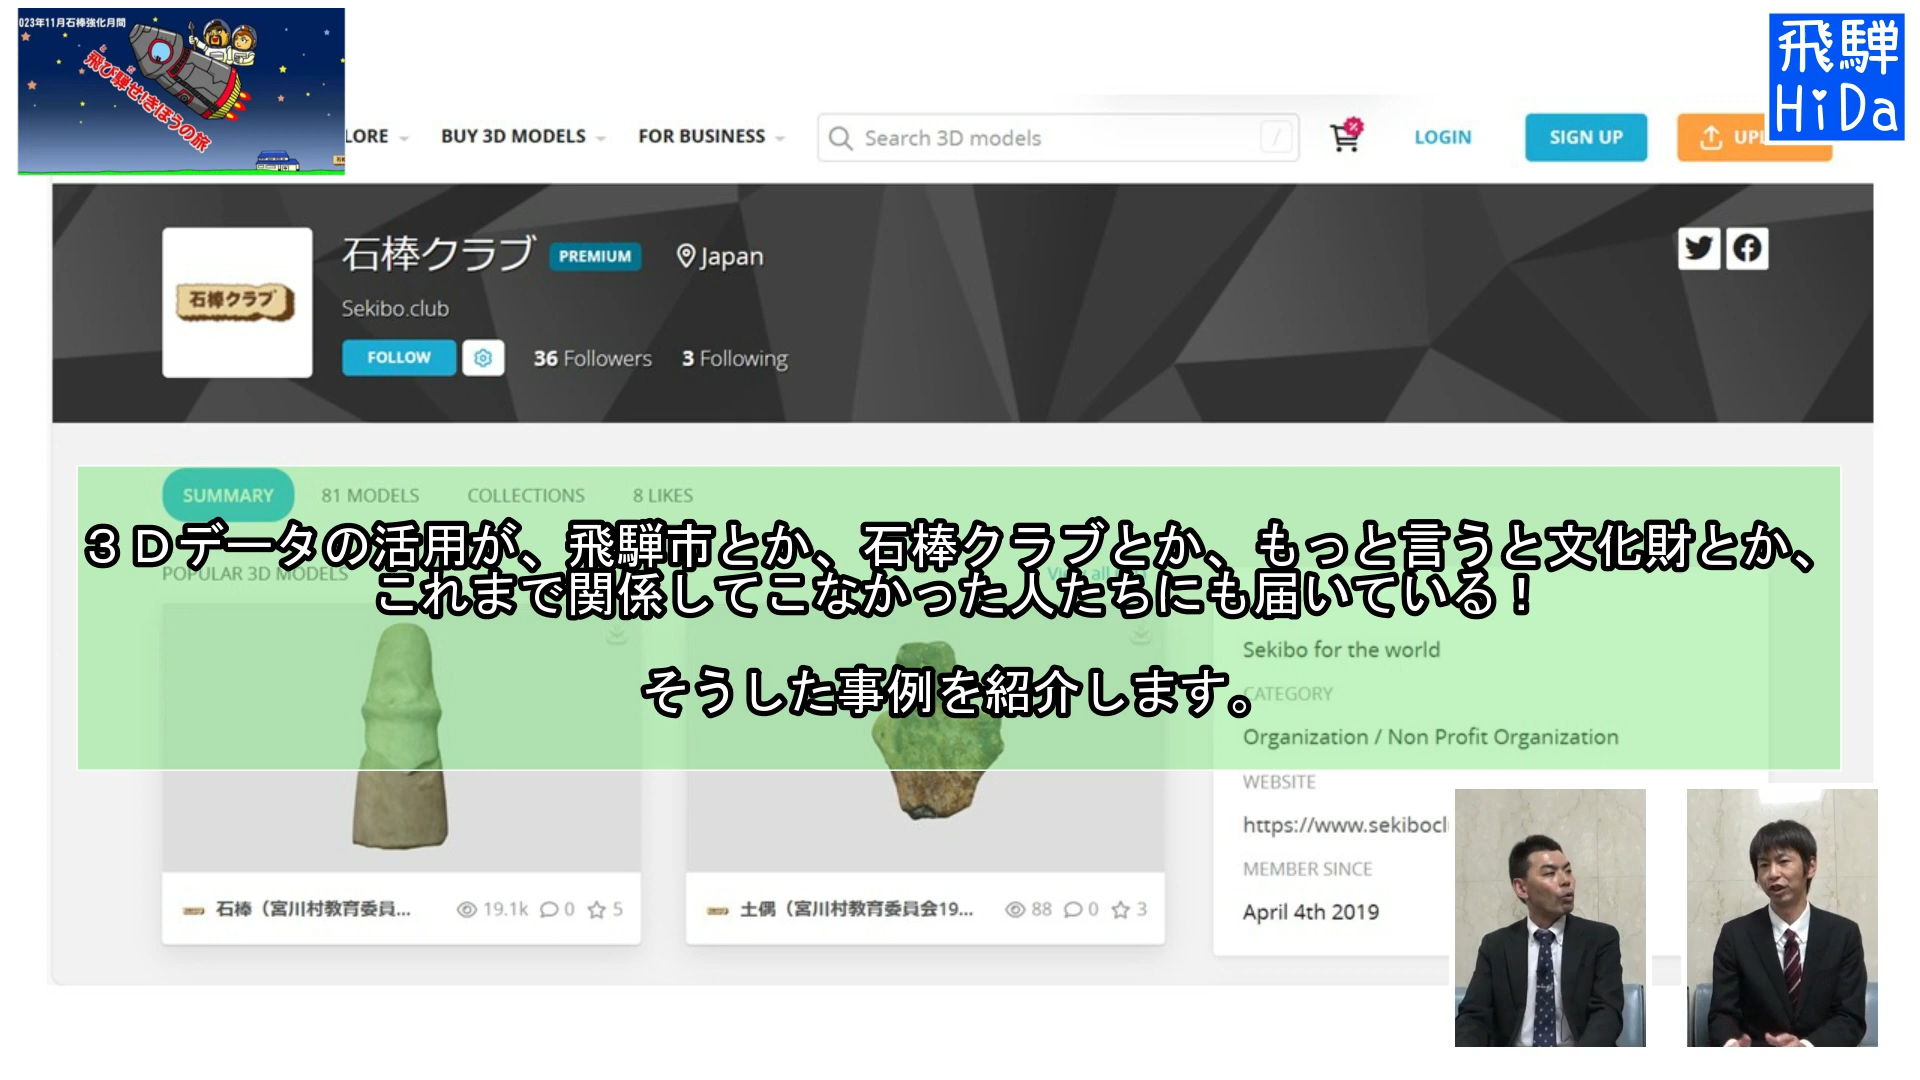 023年11月石棒強化月間
飛び騨せ!きぼうの旅
飛騨
HiDa
LORE
BUY 3D MODELS
FOR BUSINESS
Search 3D models
/
LOGIN
SIGN UP
UPL
石棒クラブ
石棒クラブ PREMIUM Japan
Sekibo.club
FOLLOW
36 Followers
3 Following
SUMMARY
81 MODELS
COLLECTIONS
8 LIKES
３Ｄデータの活用が、飛騨市とか、石棒クラブとか、もっと言うと文化財とか、
POPULAR 3D MODELS
これまで関係してこなかった人たちにも届いている！
そうした事例を紹介します。
Sekibo for the world
CATEGORY
Organization / Non Profit Organization
WEBSITE
https://www.sekibocl
MEMBER SINCE
April 4th 2019
石棒（宮川村教育委員...
19.1k 0 5
土偶（宮川村教育委員会19...
88 0 3